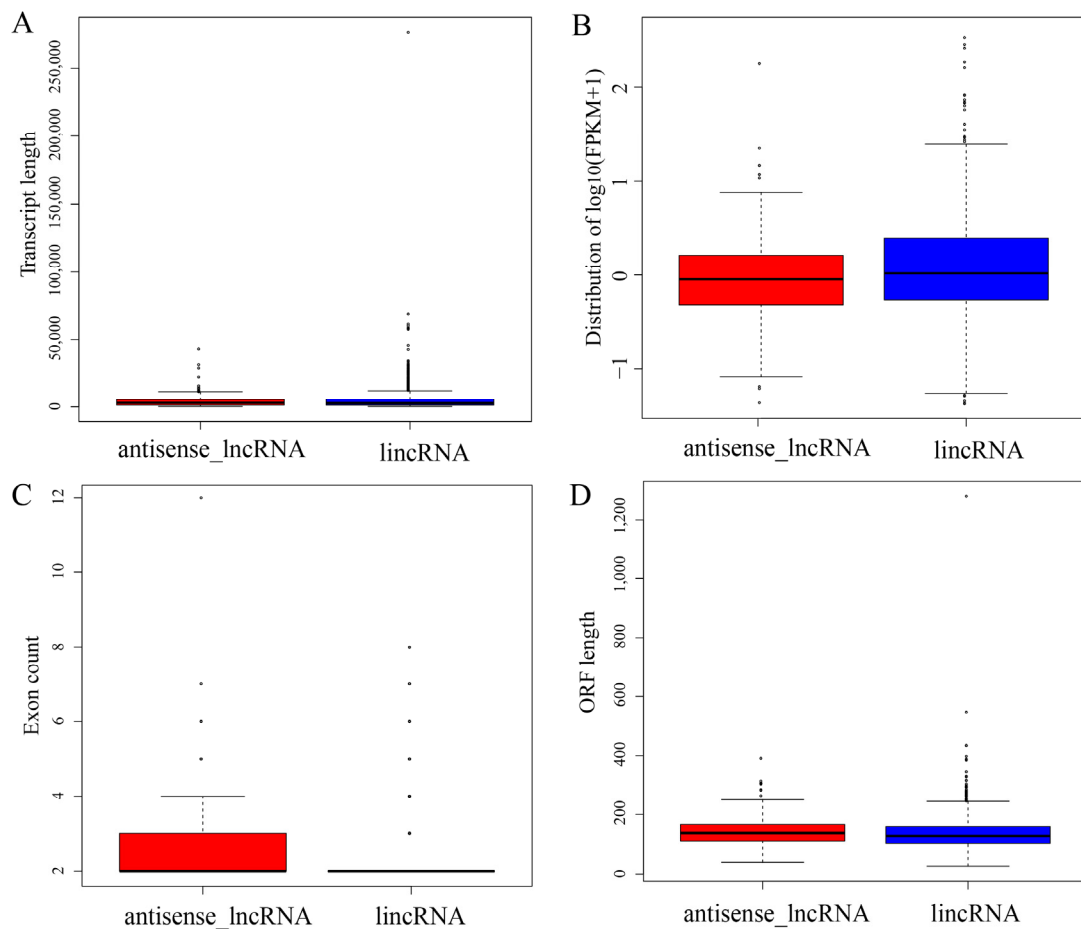 A
Transcript length
250,000
200,000
150,000
100,000
50,000
0
antisense_lncRNA
lincRNA
B
Distribution of log10(FPKM+1)
2
1
0
−1
antisense_lncRNA
lincRNA
C
Exon count
12
10
8
6
4
2
antisense_lncRNA
lincRNA
D
ORF length
1,200
1,000
800
600
400
200
0
antisense_lncRNA
lincRNA